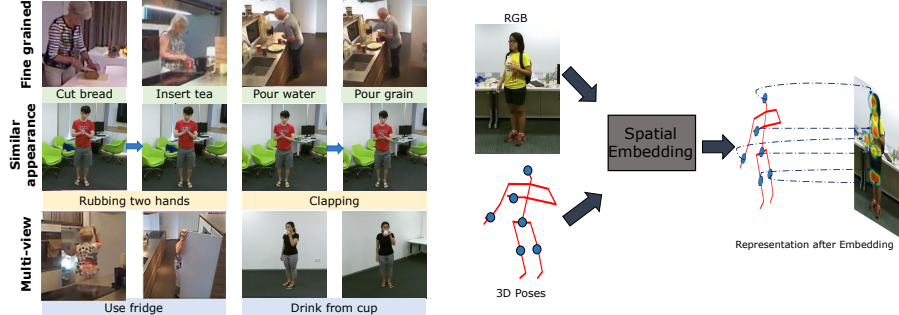 Fine grained
Cut bread
Insert tea
Pour water
Pour grain
Similar
appearance
Rubbing two hands
Clapping
Multi-view
Use fridge
Drink from cup
RGB
3D Poses
Spatial
Embedding
Representation after Embedding